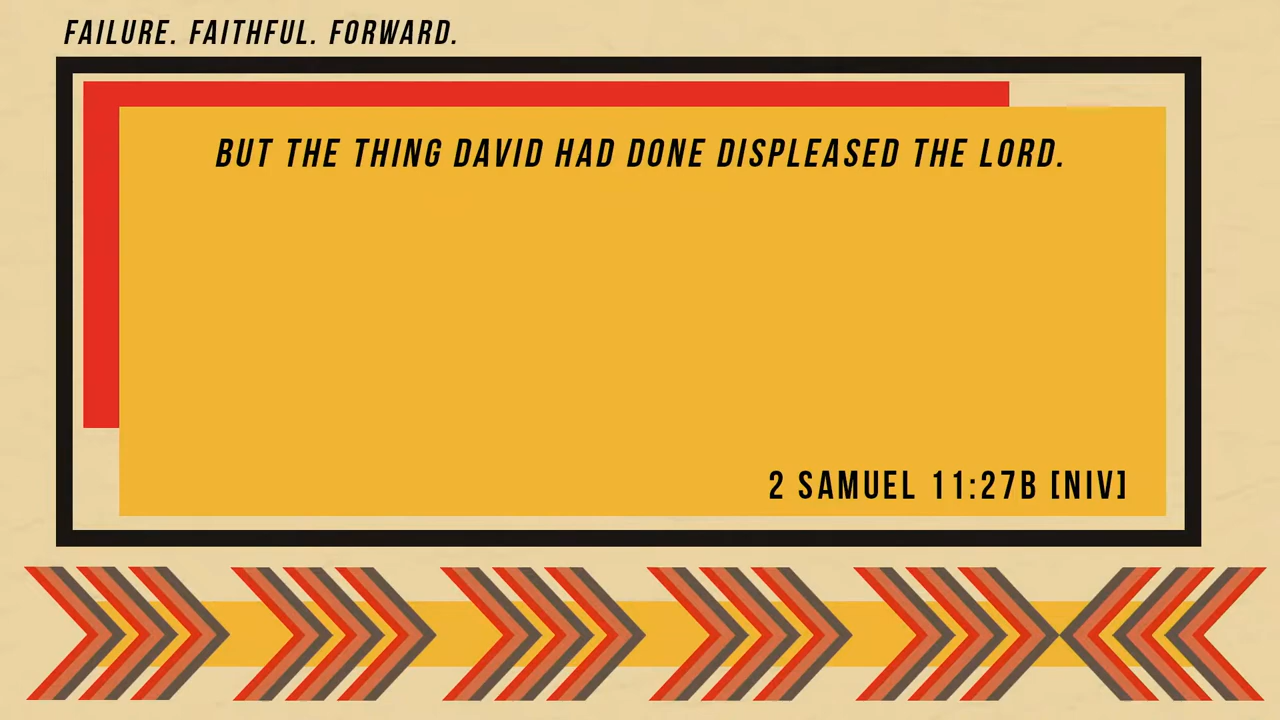 FAILURE. FAITHFUL. FORWARD.
BUT THE THING DAVID HAD DONE DISPLEASED THE LORD.
2 SAMUEL 11:27B [NIV]